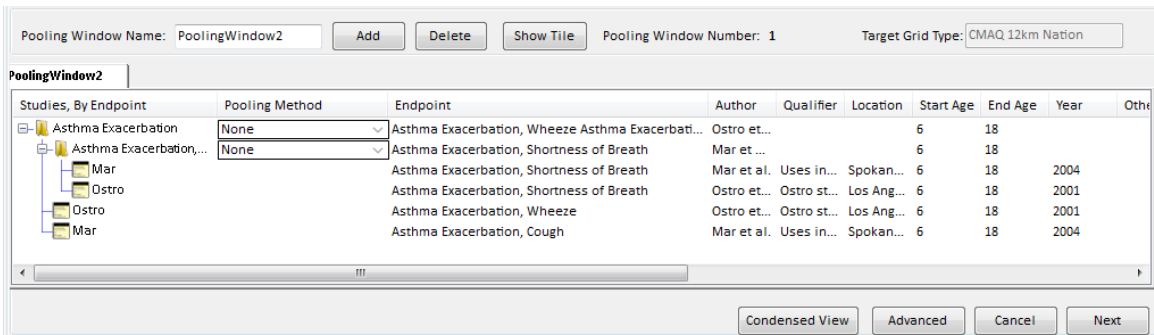 Pooling Window Name: PoolingWindow2 Add Delete Show Tile Pooling Window Number: 1 Target Grid Type: CMAQ 12km Nation
PoolingWindow2
Studies, By Endpoint Pooling Method Endpoint Author Qualifier Location Start Age End Age Year Othe
Asthma Exacerbation None Asthma Exacerbation, Wheeze Asthma Exacerbati... Ostro et... 6 18
Asthma Exacerbation,... None Asthma Exacerbation, Shortness of Breath Mar et ... 6 18
Mar Asthma Exacerbation, Shortness of Breath Mar et al. Uses in... Spokan... 6 18 2004
Ostro Asthma Exacerbation, Shortness of Breath Ostro et... Ostro st... Los Ang... 6 18 2001
Ostro Asthma Exacerbation, Wheeze Ostro et... Ostro st... Los Ang... 6 18 2001
Mar Asthma Exacerbation, Cough Mar et al. Uses in... Spokan... 6 18 2004
Condensed View Advanced Cancel Next